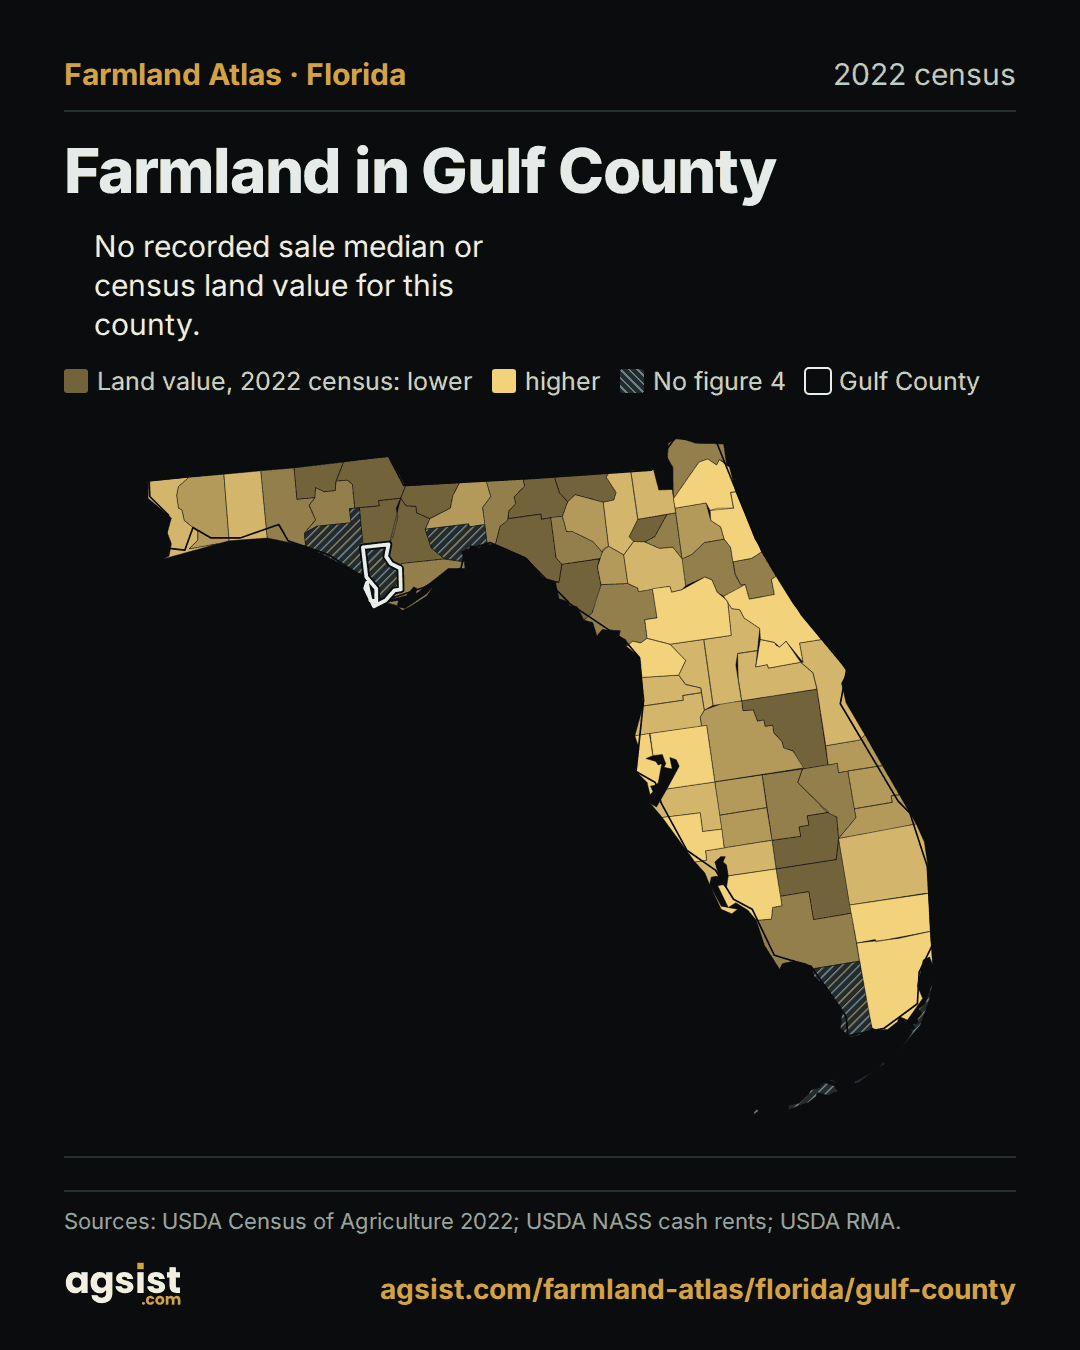 Farmland Atlas · Florida
2022 census
Farmland in Gulf County
No recorded sale median or
census land value for this
county.
Land value, 2022 census: lower higher No figure 4 Gulf County
Sources: USDA Census of Agriculture 2022; USDA NASS cash rents; USDA RMA.
agsist
.com
agsist.com/farmland-atlas/florida/gulf-county